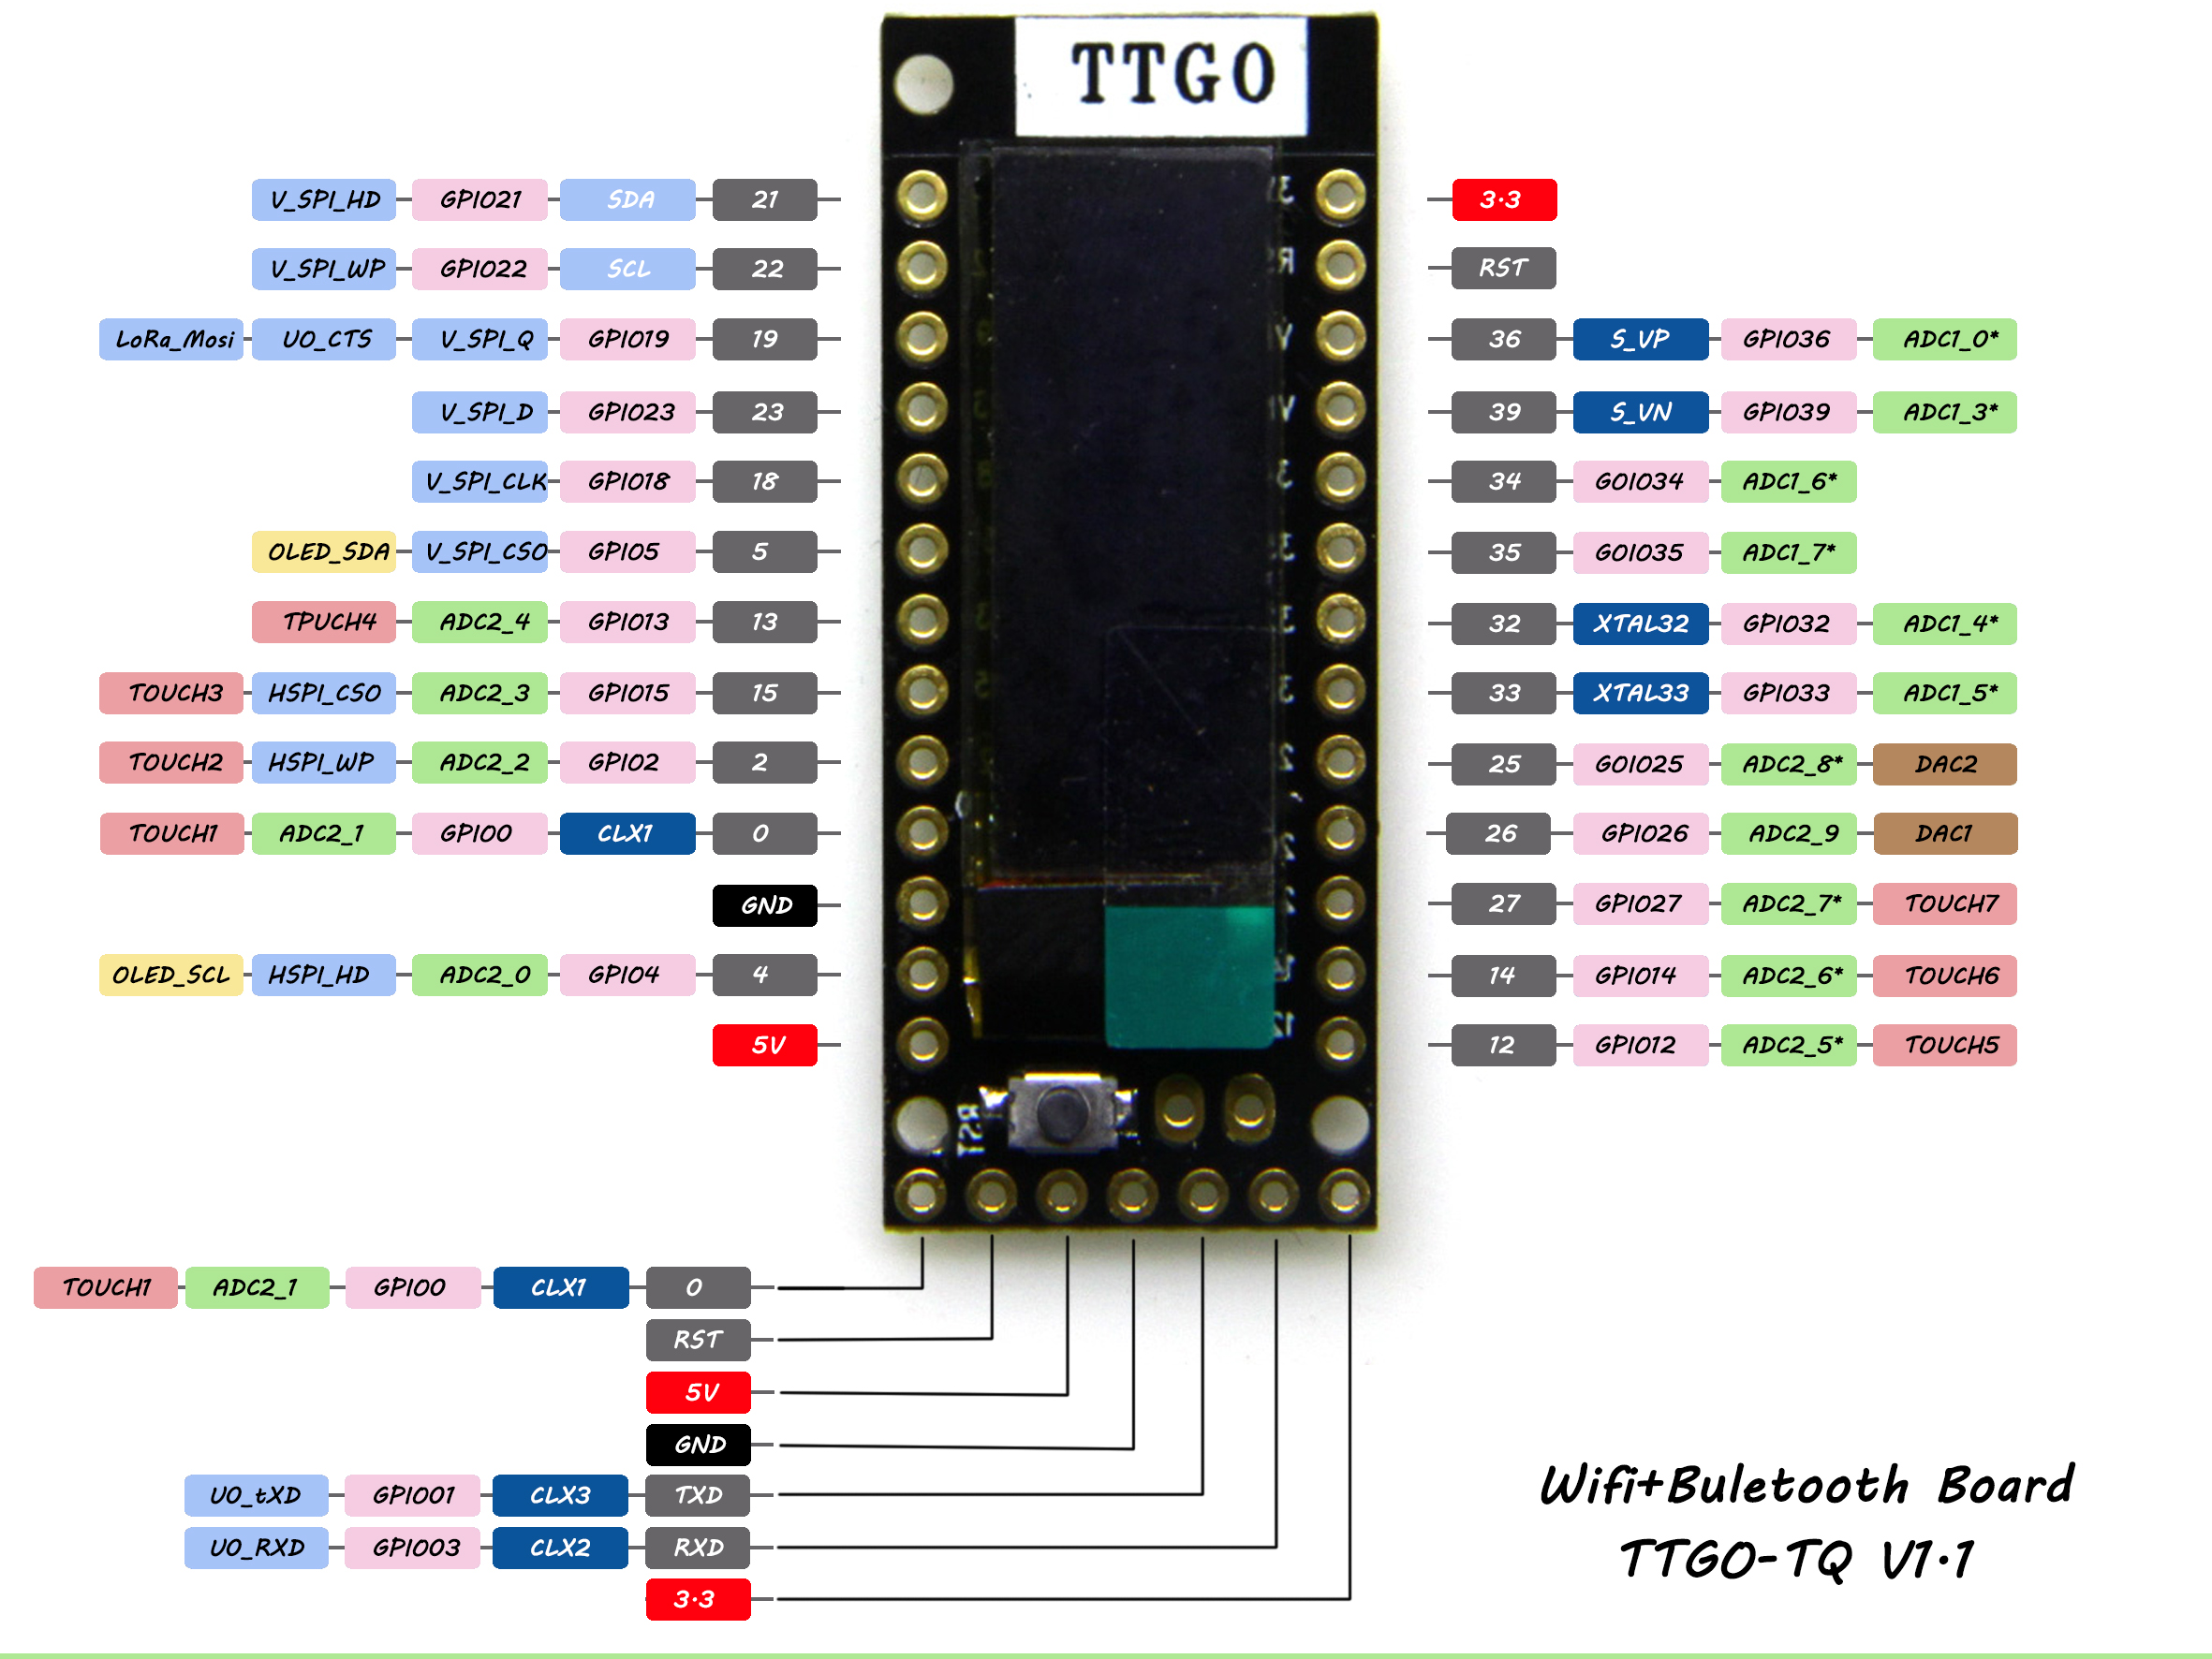 TTGO
V_SPI_HD GPIO21 SDA 21
3.3
V_SPI_WP GPIO22 SCL 22
RST
LoRa_Mosi UO_CTS V_SPI_Q GPIO19 19
36 S_VP GPIO36 ADC1_0*
V_SPI_D GPIO23 23
39 S_VN GPIO39 ADC1_3*
V_SPI_CLK GPIO18 18
34 GOIO34 ADC1_6*
OLED_SDA V_SPI_CSO GPIO5 5
35 GOIO35 ADC1_7*
TPUCH4 ADC2_4 GPIO13 13
32 XTAL32 GPIO32 ADC1_4*
TOUCH3 HSPI_CSO ADC2_3 GPIO15 15
33 XTAL33 GPIO33 ADC1_5*
TOUCH2 HSPI_WP ADC2_2 GPIO2 2
25 GOIO25 ADC2_8* DAC2
TOUCH1 ADC2_1 GPIO0 CLX1 0
26 GPIO26 ADC2_9 DAC1
GND
27 GPIO27 ADC2_7* TOUCH7
OLED_SCL HSPI_HD ADC2_0 GPIO4 4
14 GPIO14 ADC2_6* TOUCH6
5V
12 GPIO12 ADC2_5* TOUCH5
RST
TOUCH1 ADC2_1 GPIO0 CLX1 0
RST
5V
GND
UO_tXD GPIO01 CLX3 TXD
UO_RXD GPIO03 CLX2 RXD
3.3
Wifi+Buletooth Board
TTGO-TQ V1.1